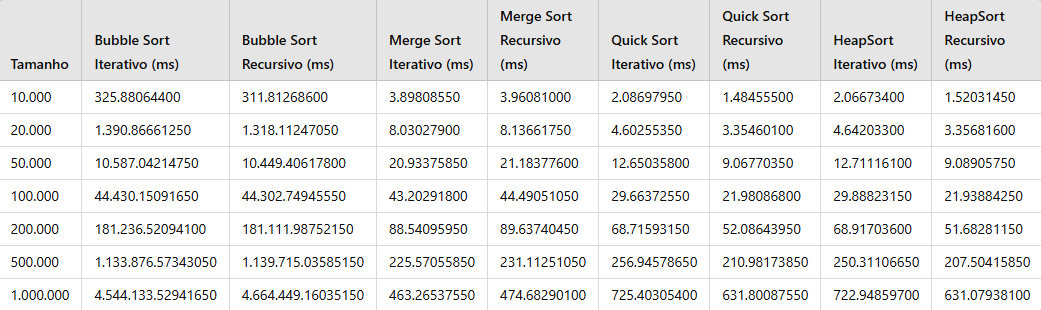 Tamanho Bubble Sort Iterativo (ms) Bubble Sort Recursivo (ms) Merge Sort Iterativo (ms) Merge Sort Recursivo (ms) Quick Sort Iterativo (ms) Quick Sort Recursivo (ms) HeapSort Iterativo (ms) HeapSort Recursivo (ms)
10.000 325.88064400 311.81268600 3.89808550 3.96081000 2.08697950 1.48455500 2.06673400 1.52031450
20.000 1.390.86661250 1.318.11247050 8.03027900 8.13661750 4.60255350 3.35460100 4.64203300 3.35681600
50.000 10.587.04214750 10.449.40617800 20.93375850 21.18377600 12.65035800 9.06770350 12.71116100 9.08905750
100.000 44.430.15091650 44.302.74945550 43.20291800 44.49051050 29.66372550 21.98086800 29.88823150 21.93884250
200.000 181.236.52094100 181.111.98752150 88.54095950 89.63740450 68.71593150 52.08643950 68.91703600 51.68281150
500.000 1.133.876.57343050 1.139.715.03585150 225.57055850 231.11251050 256.94578650 210.98173850 250.31106650 207.50415850
1.000.000 4.544.133.52941650 4.664.449.16035150 463.26537550 474.68290100 725.40305400 631.80087550 722.94859700 631.07938100